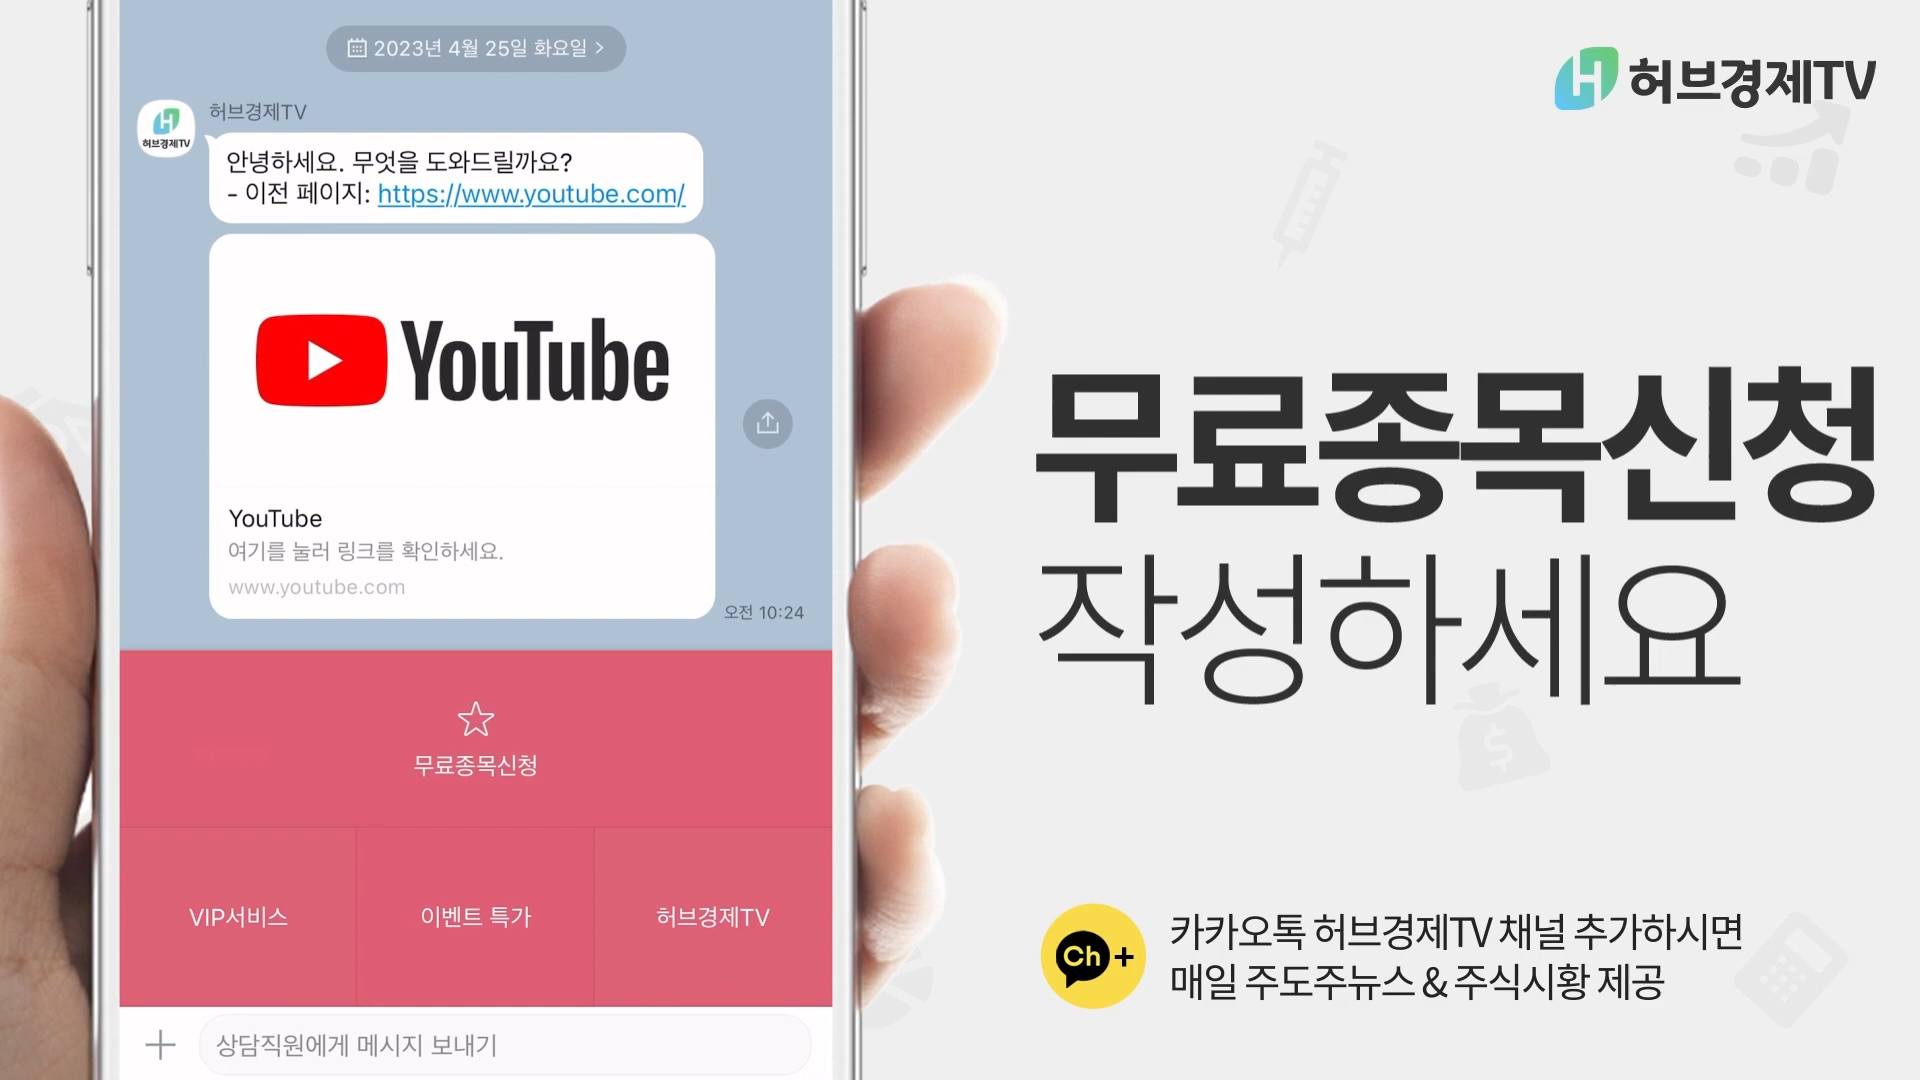 2023년 4월 25일 화요일 >
허브경제TV
허브경제TV
안녕하세요. 무엇을 도와드릴까요?
- 이전 페이지: https://www.youtube.com/
YouTube
YouTube
여기를 눌러 링크를 확인하세요.
www.youtube.com
오전 10:24
무료종목신청
VIP서비스
이벤트 특가
허브경제TV
상담직원에게 메시지 보내기
허브경제TV
무료종목신청
작성하세요
Ch+
카카오톡 허브경제TV 채널 추가하시면
매일 주도주뉴스 & 주식시황 제공